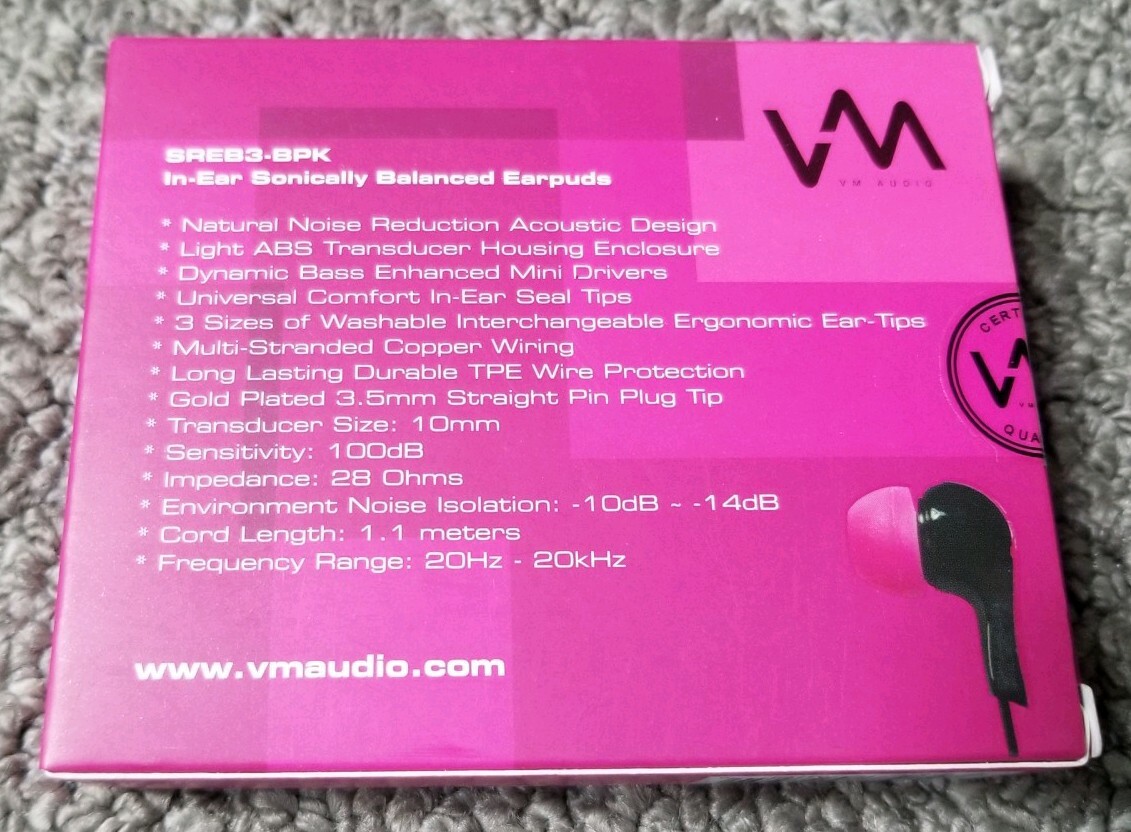 VM
VM AUDIO
SREB3-BPK
In-Ear Sonically Balanced Earpuds
* Natural Noise Reduction Acoustic Design
* Light ABS Transducer Housing Enclosure
* Dynamic Bass Enhanced Mini Drivers
* Universal Comfort In-Ear Seal Tips
* 3 Sizes of Washable Interchangeable Ergonomic Ear-Tips
* Multi-Stranded Copper Wiring
* Long Lasting Durable TPE Wire Protection
* Gold Plated 3.5mm Straight Pin Plug Tip
* Transducer Size: 10mm
* Sensitivity: 100dB
* Impedance: 28 Ohms
* Environment Noise Isolation: -10dB ~ -14dB
* Cord Length: 1.1 meters
* Frequency Range: 20Hz - 20kHz
CERT
QUA
www.vmaudio.com